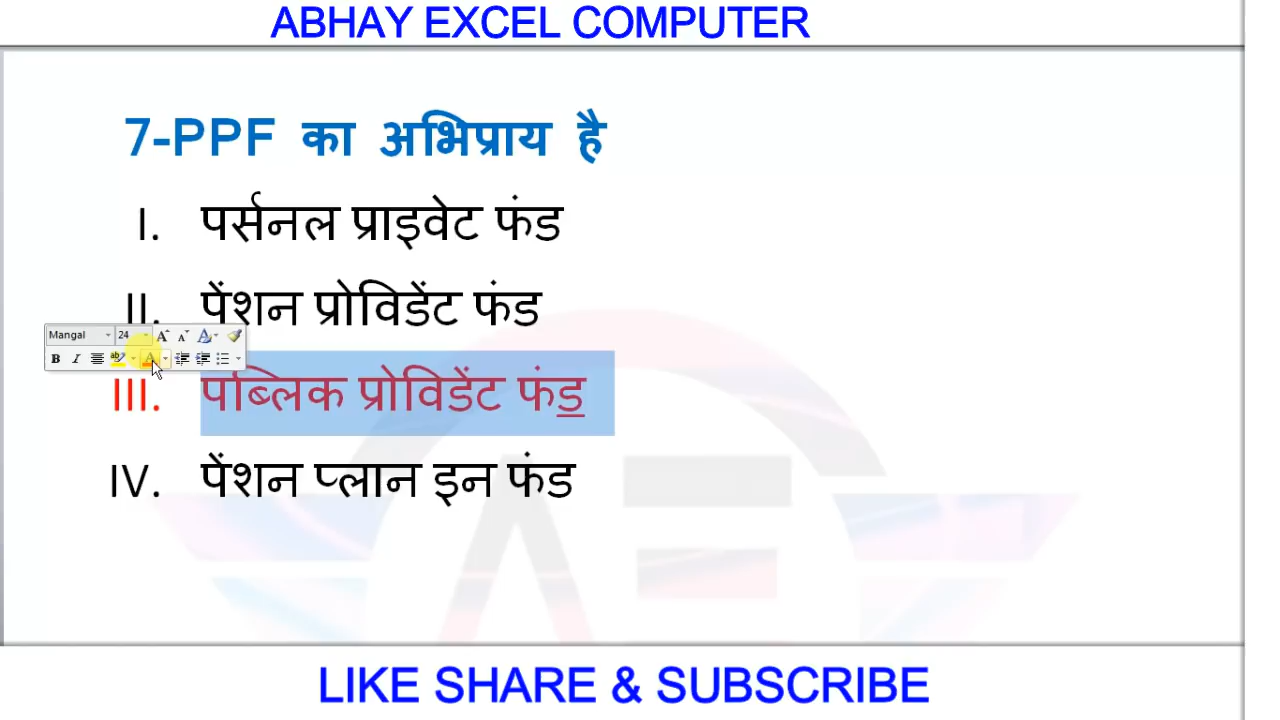 ABHAY EXCEL COMPUTER
7-PPF का अभिप्राय है
I. पर्सनल प्राइवेट फंड
II. पेंशन प्रोविडेंट फंड
Mangal 24
III. पब्लिक प्रोविडेंट फंड
IV. पेंशन प्लान इन फंड
LIKE SHARE & SUBSCRIBE